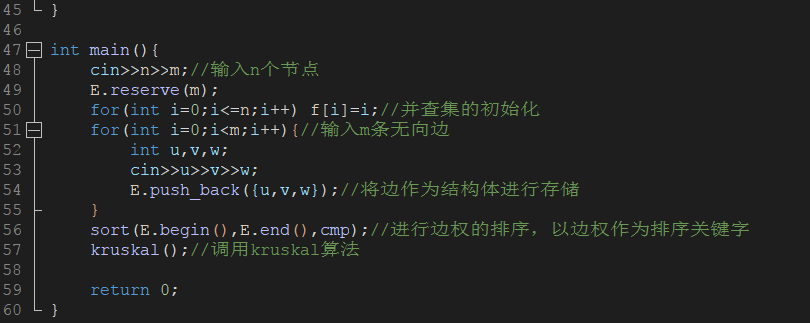 45 }
46
47 int main(){
48 cin>>n>>m;//输入n个节点
49 E.reserve(m);
50 for(int i=0;i<=n;i++) f[i]=i;//并查集的初始化
51 for(int i=0;i<m;i++){//输入m条无向边
52 int u,v,w;
53 cin>>u>>v>>w;
54 E.push_back({u,v,w});//将边作为结构体进行存储
55 }
56 sort(E.begin(),E.end(),cmp);//进行边权的排序，以边权作为排序关键字
57 kruskal();//调用kruskal算法
58
59 return 0;
60 }